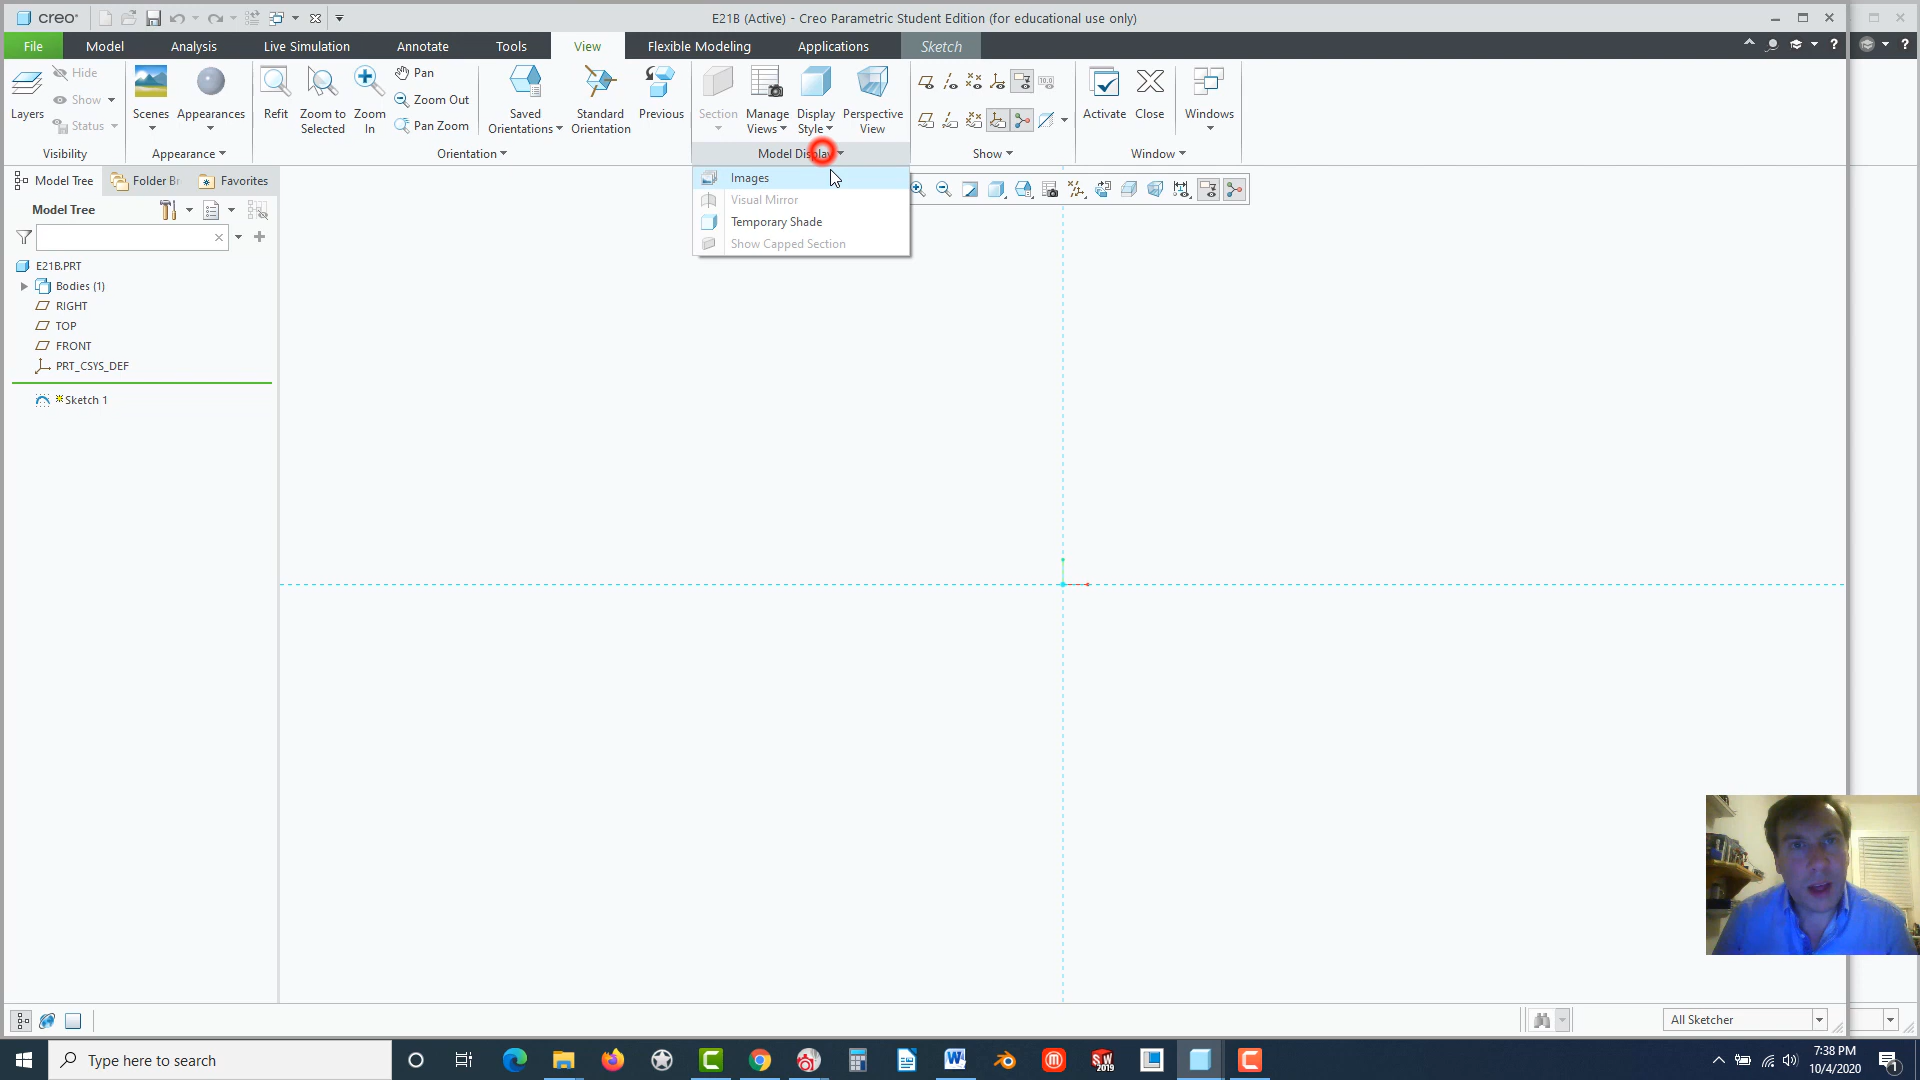 creo
E21B (Active) - Creo Parametric Student Edition (for educational use only)
File Model Analysis Live Simulation Annotate Tools View Flexible Modeling Applications Sketch
Layers
Hide
Show
Status
Visibility
Scenes
Appearances
Appearance
Refit
Zoom to Selected
Zoom In
Pan
Zoom Out
Pan Zoom
Saved Orientations
Standard Orientation
Previous
Orientation
Section
Manage Views
Display Style
Perspective View
Model Display
Show
Activate
Close
Windows
Window
Images
Visual Mirror
Temporary Shade
Show Capped Section
Model Tree
Folder Br
Favorites
Model Tree
E21B.PRT
Bodies (1)
RIGHT
TOP
FRONT
PRT_CSYS_DEF
Sketch 1
All Sketcher
Type here to search
SW 2019
7:38 PM
10/4/2020
1